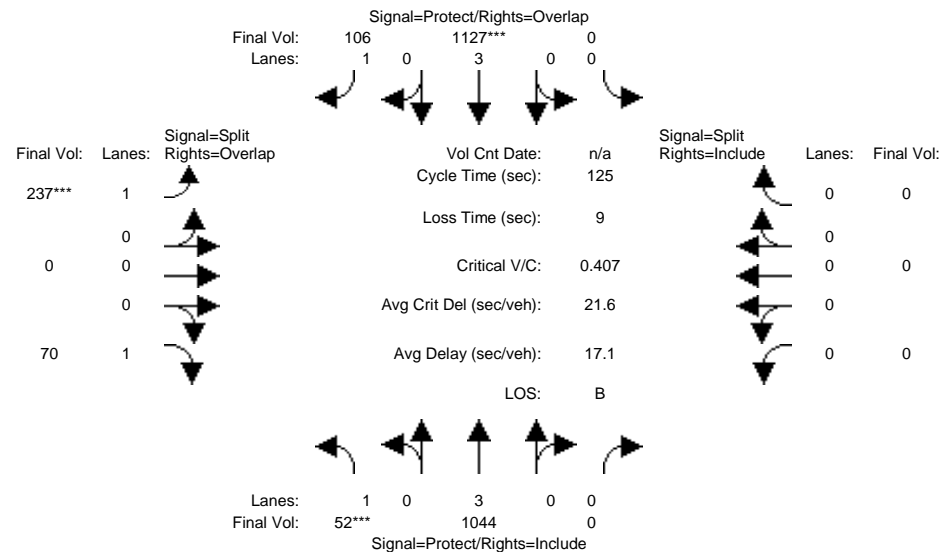 Signal=Protect/Rights=Overlap
Final Vol: 106 1127*** 0
Lanes: 1 0 3 0 0
Signal=Split Signal=Split
Final Vol: Lanes: Rights=Overlap Vol Cnt Date: n/a Rights=Include Lanes: Final Vol:
Cycle Time (sec): 125
237*** 1 0 0
Loss Time (sec): 9
0 0
0 0 Critical V/C: 0.407 0 0
0 Avg Crit Del (sec/veh): 21.6 0
70 1 Avg Delay (sec/veh): 17.1 0 0
LOS: B
Lanes: 1 0 3 0 0
Final Vol: 52*** 1044 0
Signal=Protect/Rights=Include